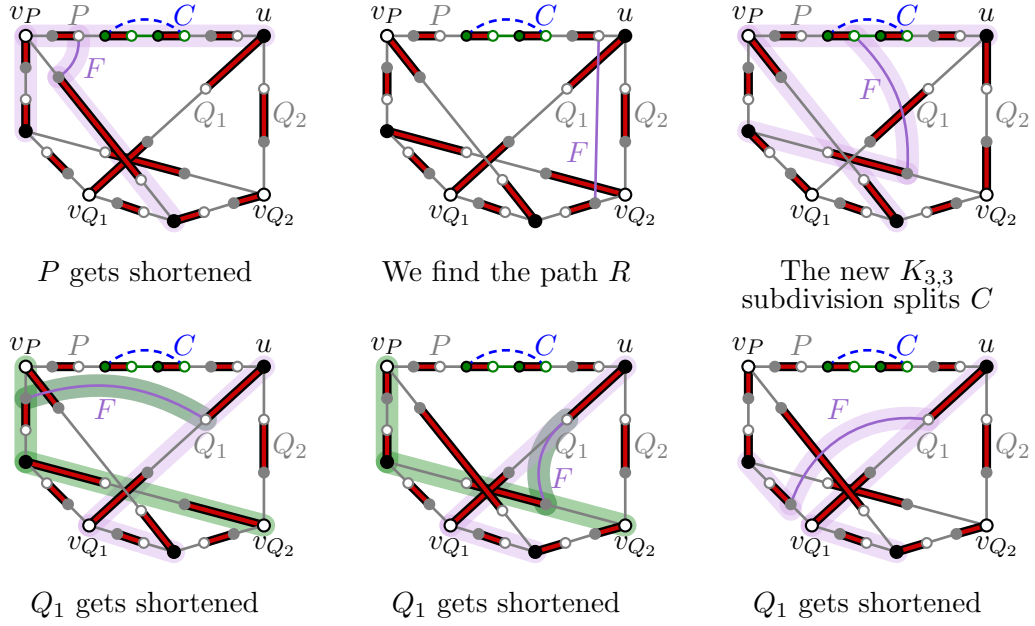 v_P P C u
F Q_1 Q_2
v_{Q_1} v_{Q_2}
P gets shortened
C
Q_1 Q_2
F
v_{Q_1} v_{Q_2}
We find the path R
v_P P C u
F Q_1 Q_2
v_{Q_1} v_{Q_2}
The new K_{3,3}
subdivision splits C
v_P P C u
F Q_1 Q_2
v_{Q_1} v_{Q_2}
Q_1 gets shortened
v_P P C u
F Q_1 Q_2
v_{Q_1} v_{Q_2}
Q_1 gets shortened
v_P P C u
F Q_1 Q_2
v_{Q_1} v_{Q_2}
Q_1 gets shortened